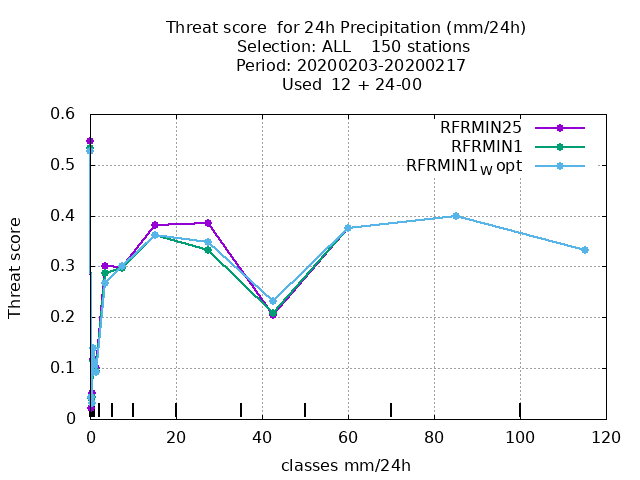 Threat score  for 24h Precipitation (mm/24h)
Selection: ALL    150 stations
Period: 20200203-20200217
Used  12 + 24-00
RFRMIN25
RFRMIN1
RFRMIN1W opt
Threat score
0.6
0.5
0.4
0.3
0.2
0.1
0
0 20 40 60 80 100 120
classes mm/24h